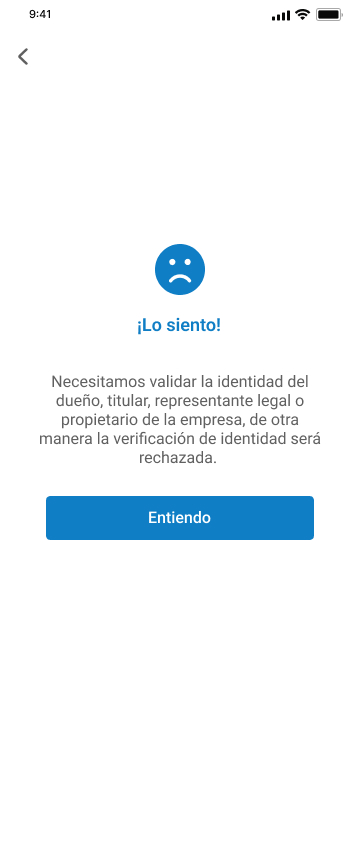 9:41
¡Lo siento!
Necesitamos validar la identidad del
dueño, titular, representante legal o
propietario de la empresa, de otra
manera la verificación de identidad será
rechazada.
Entiendo